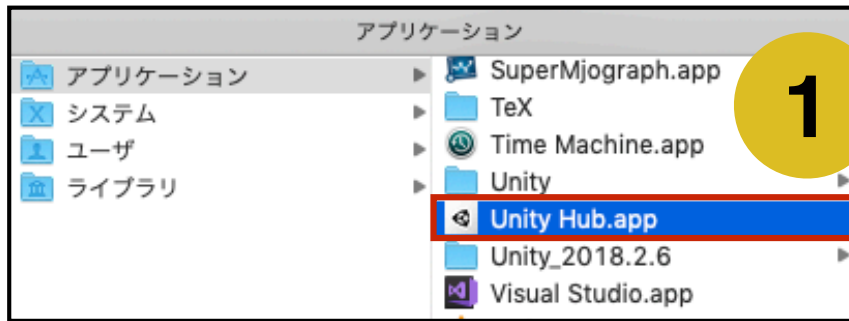 アプリケーション
アプリケーション
システム
ユーザ
ライブラリ
SuperMjograph.app
TeX
Time Machine.app
Unity
Unity Hub.app
Unity_2018.2.6
Visual Studio.app
1